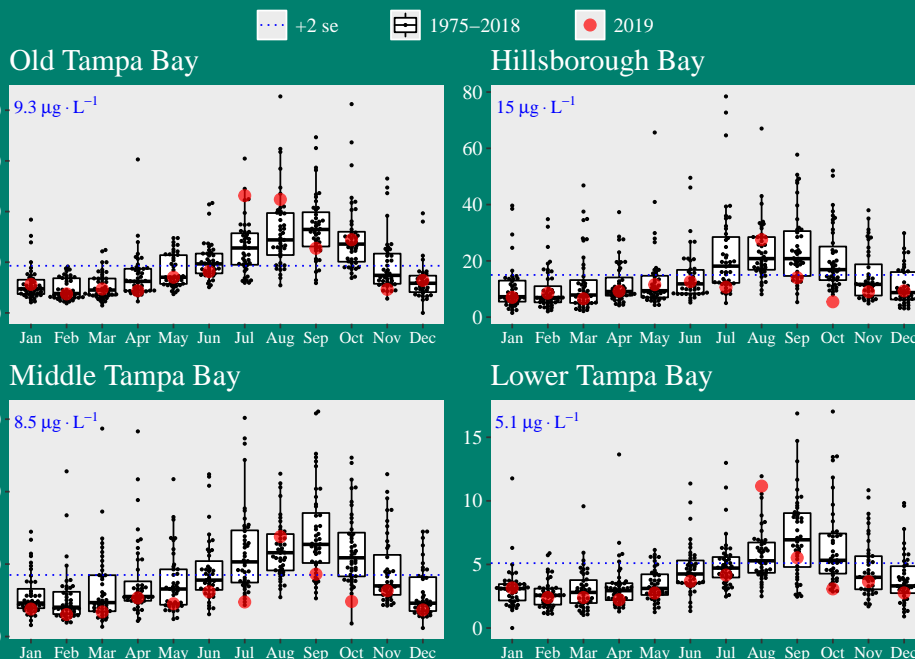 +2 se 1975–2018 2019
Old Tampa Bay
9.3 µg · L⁻¹
Jan Feb Mar Apr May Jun Jul Aug Sep Oct Nov Dec
Hillsborough Bay
80
15 µg · L⁻¹
60
40
20
0
Jan Feb Mar Apr May Jun Jul Aug Sep Oct Nov Dec
Middle Tampa Bay
8.5 µg · L⁻¹
Jan Feb Mar Apr May Jun Jul Aug Sep Oct Nov Dec
Lower Tampa Bay
5.1 µg · L⁻¹
15
10
5
0
Jan Feb Mar Apr May Jun Jul Aug Sep Oct Nov Dec